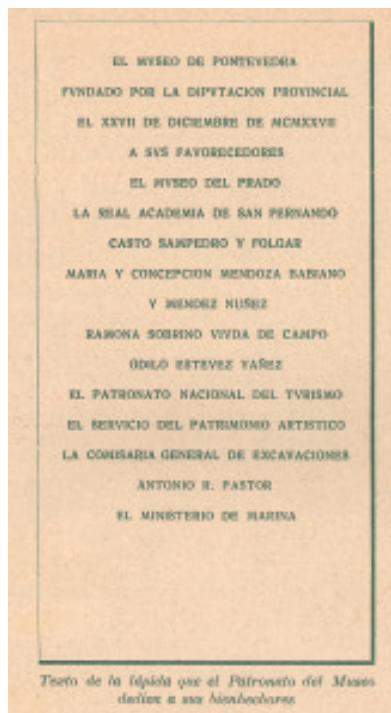 EL MVSEO DE PONTEVEDRA
FVNDADO POR LA DIPVTACION PROVINCIAL
EL XXVII DE DICIEMBRE DE MCMXXVII
A SVS FAVORECEDORES
EL MVSEO DEL PRADO
LA REAL ACADEMIA DE SAN FERNANDO
CASTO SAMPEDRO Y FOLGAR
MARIA Y CONCEPCION MENDOZA BABIANO
Y MENDEZ NUÑEZ
RAMONA SOBRINO VIVDA DE CAMPO
ODILO ESTEVEZ YAÑEZ
EL PATRONATO NACIONAL DEL TVRISMO
EL SERVICIO DEL PATRIMONIO ARTISTICO
LA COMISARIA GENERAL DE EXCAVACIONES
ANTONIO R. PASTOR
EL MINISTERIO DE MARINA
Texto de la lápida que el Patronato del Museo
dedica a sus bienhechores